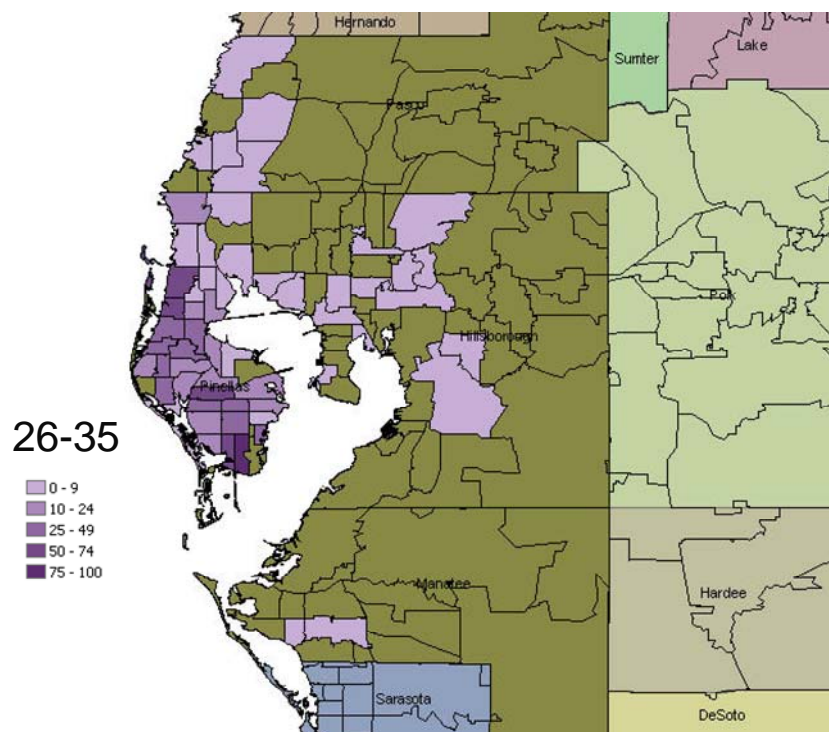 Hernando
Lake
Sumter
Pasco
Polk
Hillsborough
Pinellas
26-35
0 - 9
10 - 24
25 - 49
50 - 74
75 - 100
Manatee
Hardee
Sarasota
DeSoto